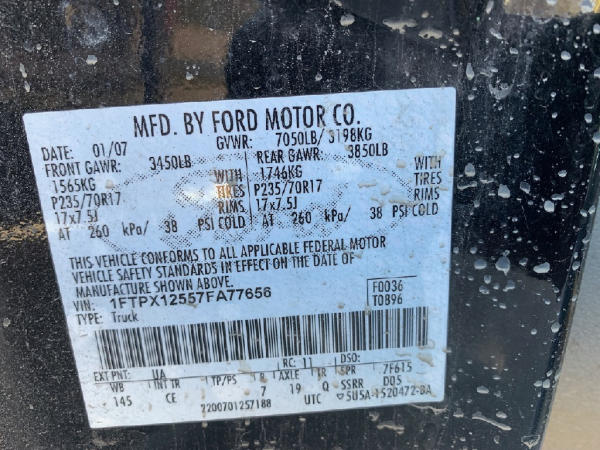 MFD. BY FORD MOTOR CO.
DATE: 01/07 GVWR: 7050LB/ 3198KG
FRONT GAWR: 3450LB REAR GAWR: 3850LB
1565KG WITH 1746KG WITH
P235/70R17 TIRES P235/70R17 TIRES
17x7.5J RIMS 17x7.5J RIMS
AT 260 kPa/ 38 PSI COLD AT 260 kPa/ 38 PSI COLD
THIS VEHICLE CONFORMS TO ALL APPLICABLE FEDERAL MOTOR
VEHICLE SAFETY STANDARDS IN EFFECT ON THE DATE OF
MANUFACTURE SHOWN ABOVE.
VIN: 1FTPX12557FA77656 F0036
TYPE: Truck T0896
EXT PNT: UA RC: 11 DSO:
WB INT TR TP/PS R AXLE TR SPR 7F615
145 CE 7 19 Q SSRR D05
2200701257188 UTC ▽5U5A-1520472-BA